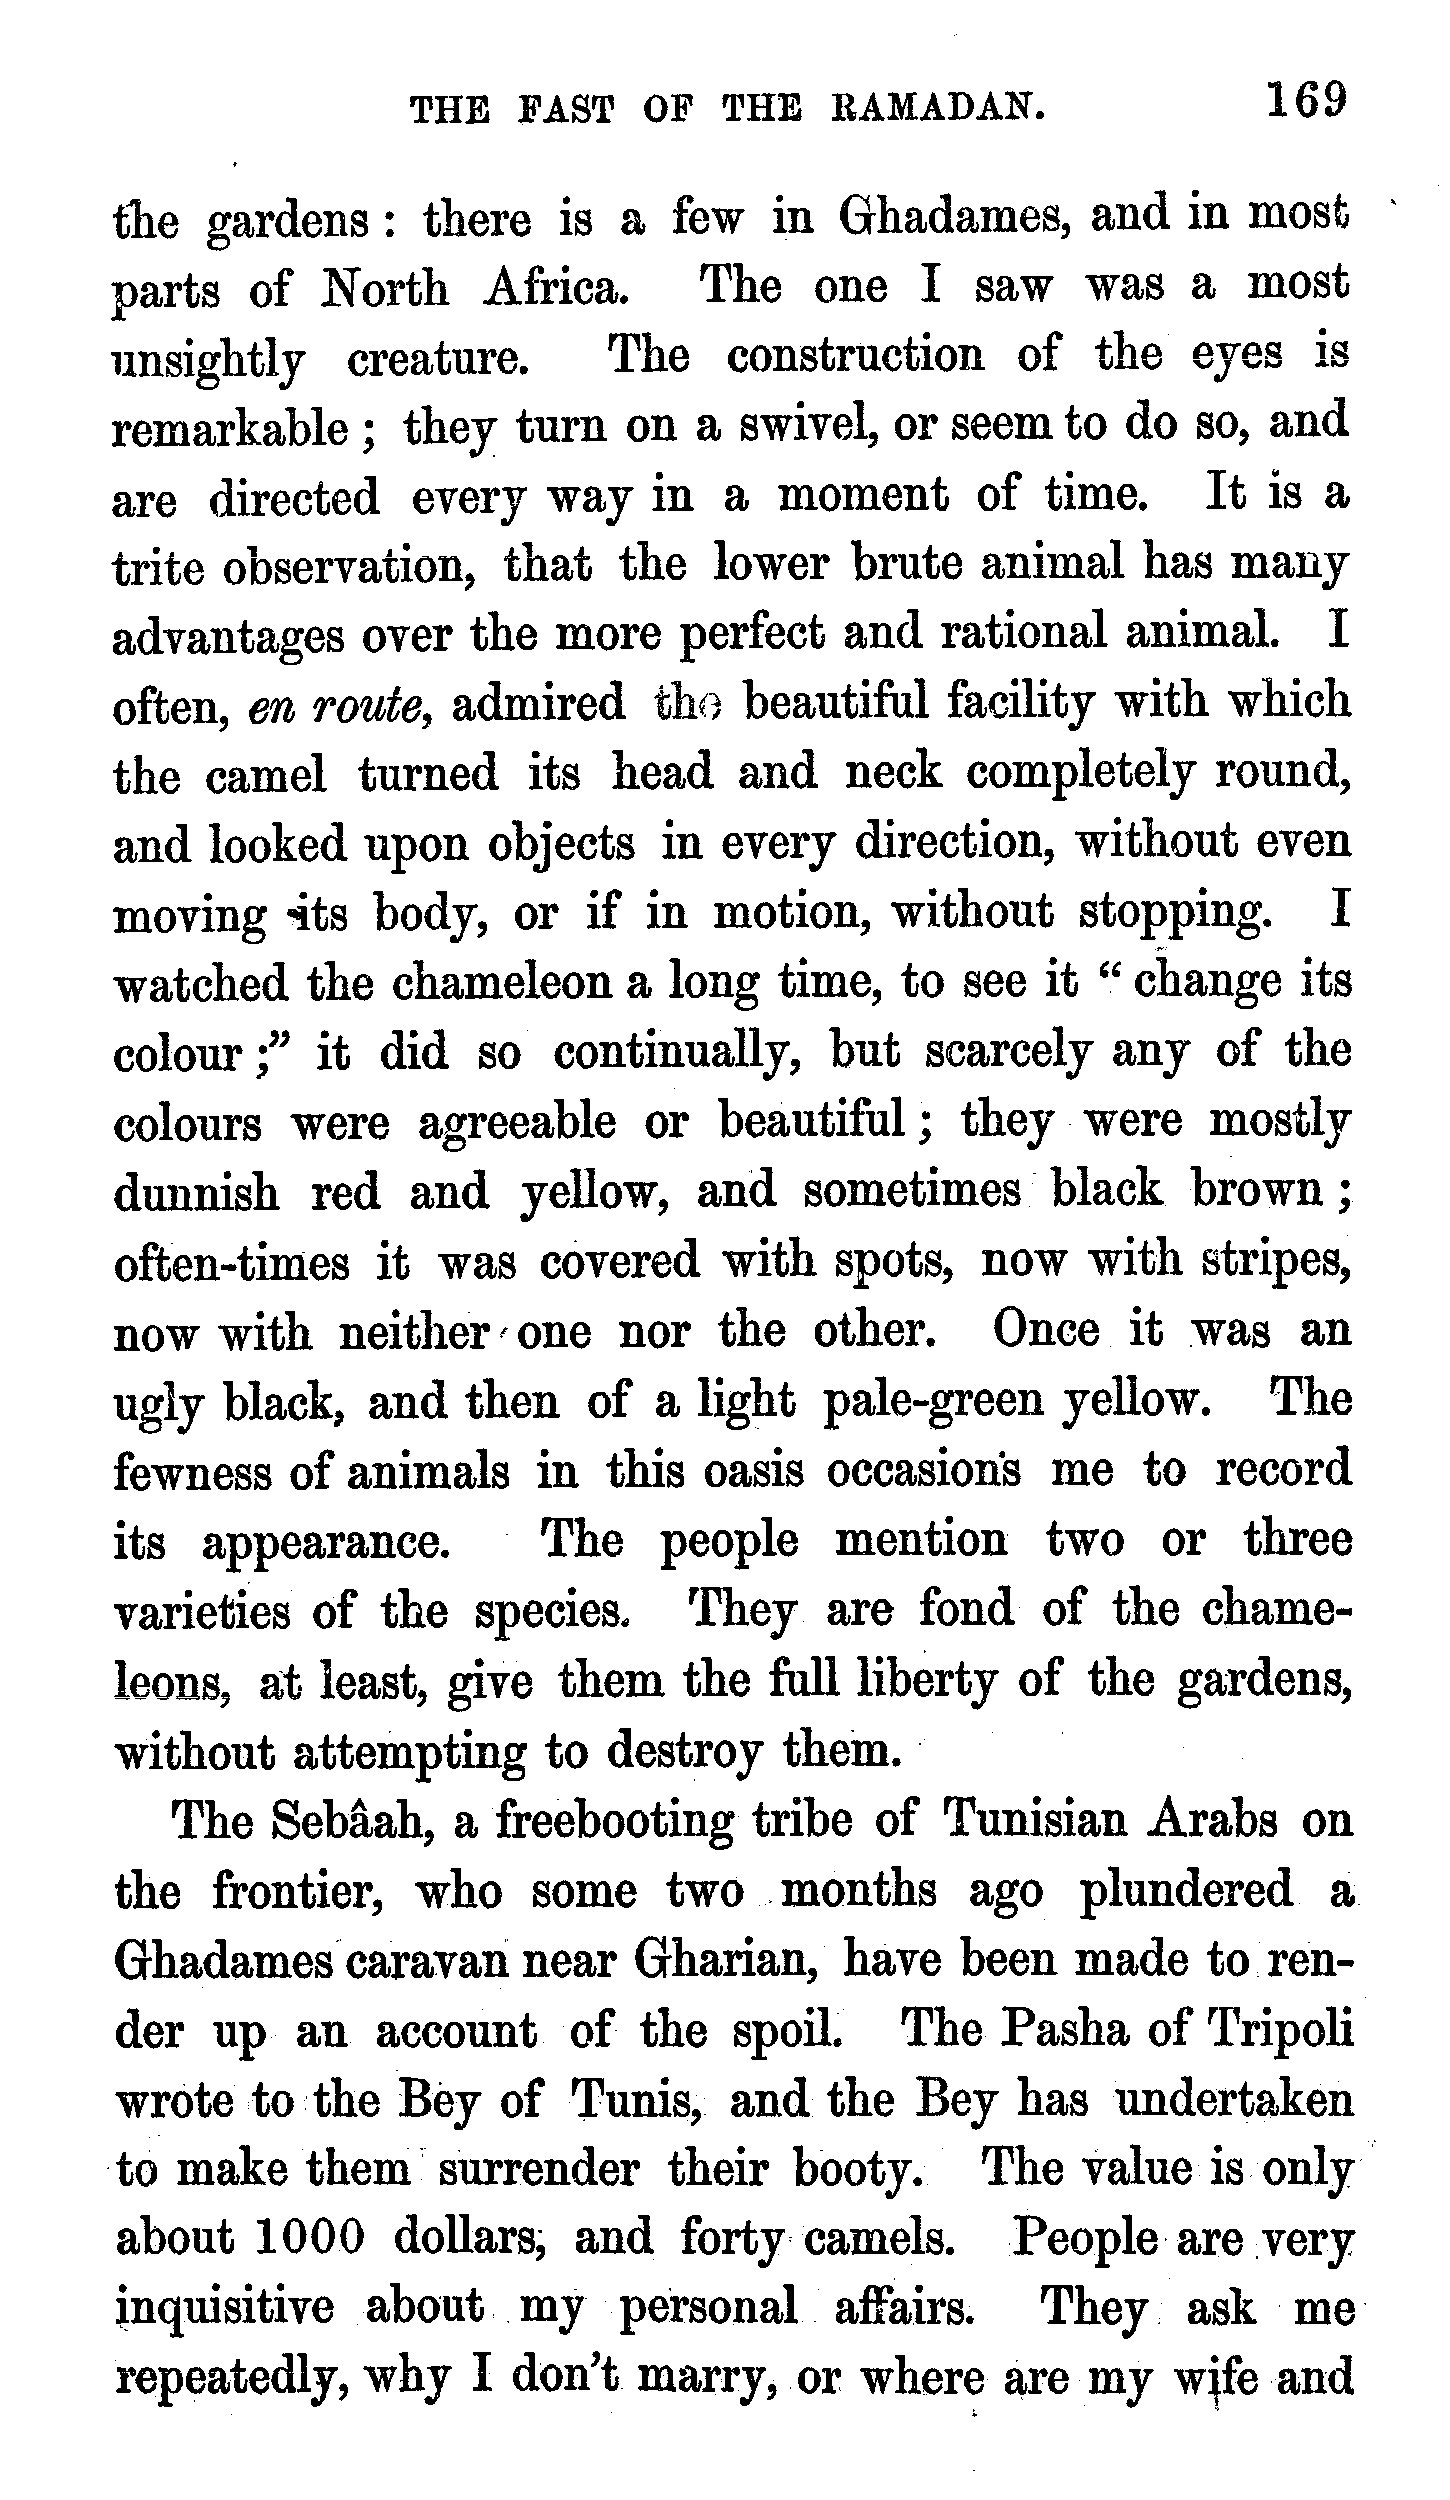 THE FAST OF THE RAMADAN. 169
the gardens : there is a few in Ghadames, and in most
parts of North Africa. The one I saw was a most
unsightly creature. The construction of the eyes is
remarkable ; they turn on a swivel, or seem to do so, and
are directed every way in a moment of time. It is a
trite observation, that the lower brute animal has many
advantages over the more perfect and rational animal. I
often, en route, admired the beautiful facility with which
the camel turned its head and neck completely round,
and looked upon objects in every direction, without even
moving its body, or if in motion, without stopping. I
watched the chameleon a long time, to see it “ change its
colour ;” it did so continually, but scarcely any of the
colours were agreeable or beautiful ; they were mostly
dunnish red and yellow, and sometimes black brown ;
often-times it was covered with spots, now with stripes,
now with neither one nor the other. Once it was an
ugly black, and then of a light pale-green yellow. The
fewness of animals in this oasis occasions me to record
its appearance. The people mention two or three
varieties of the species. They are fond of the chame-
leons, at least, give them the full liberty of the gardens,
without attempting to destroy them.
The Sebâah, a freebooting tribe of Tunisian Arabs on
the frontier, who some two months ago plundered a
Ghadames caravan near Gharian, have been made to ren-
der up an account of the spoil. The Pasha of Tripoli
wrote to the Bey of Tunis, and the Bey has undertaken
to make them surrender their booty. The value is only
about 1000 dollars, and forty camels. People are very
inquisitive about my personal affairs. They ask me
repeatedly, why I don’t marry, or where are my wife and